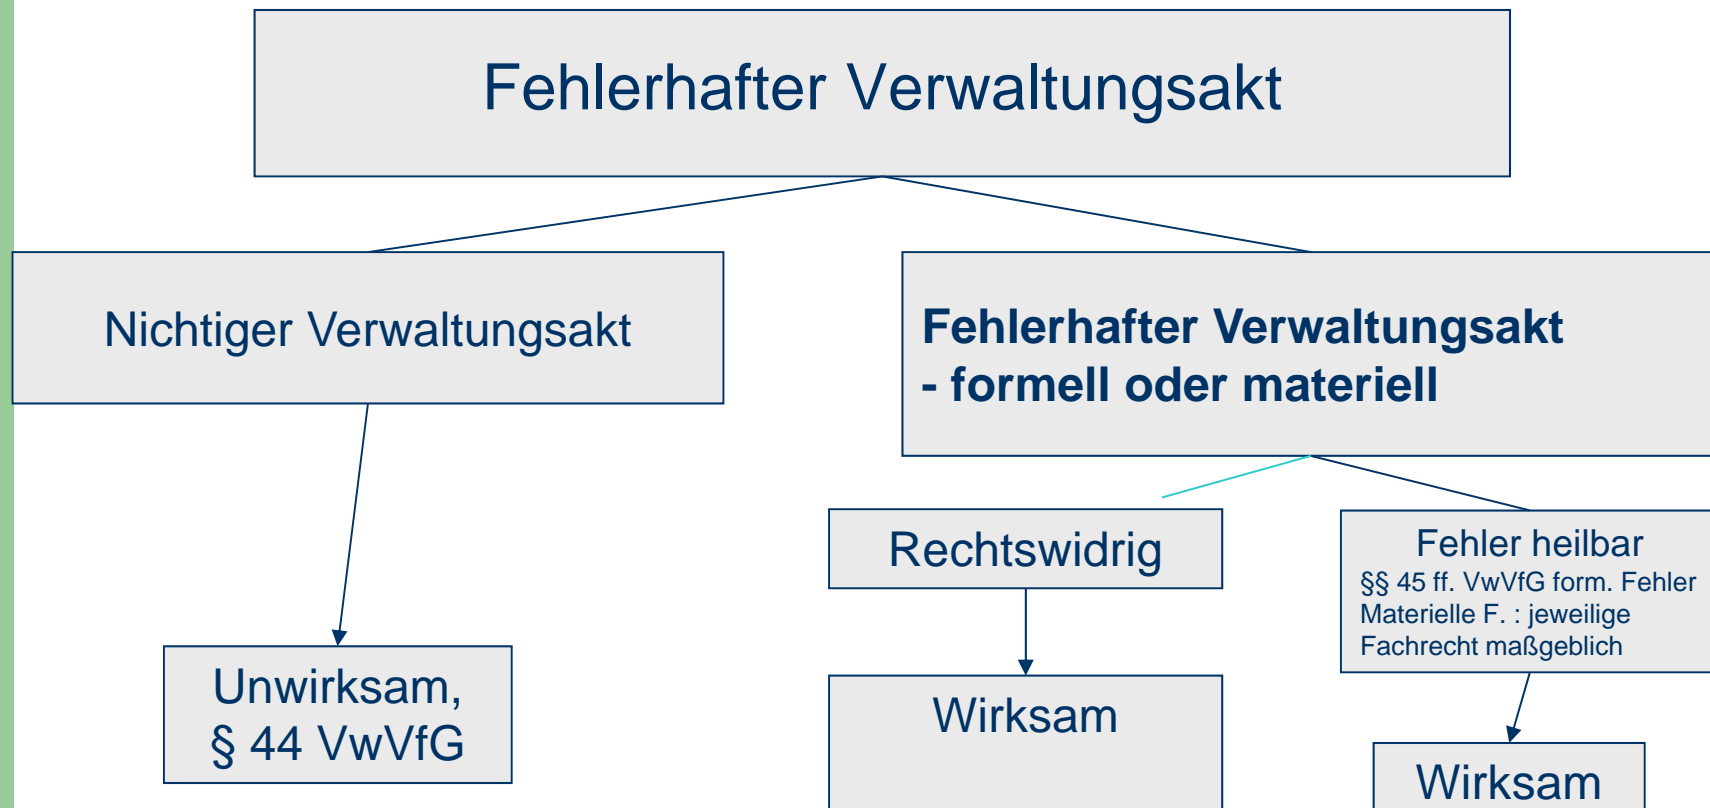 Fehlerhafter Verwaltungsakt
Nichtiger Verwaltungsakt
Fehlerhafter Verwaltungsakt
- formell oder materiell
Rechtswidrig
Fehler heilbar
§§ 45 ff. VwVfG form. Fehler
Materielle F. : jeweilige
Fachrecht maßgeblich
Unwirksam,
§ 44 VwVfG
Wirksam
Wirksam